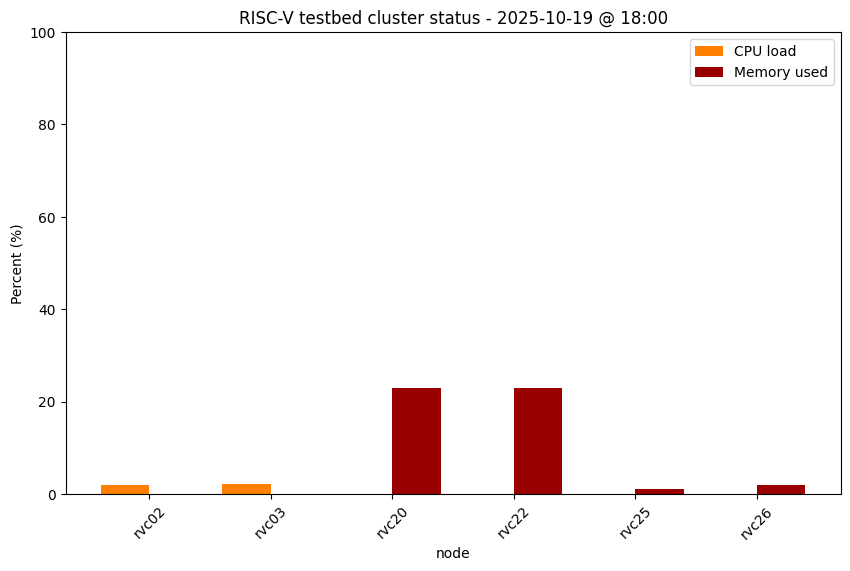 RISC-V testbed cluster status - 2025-10-19 @ 18:00
CPU load
Memory used
Percent (%)
100
80
60
40
20
0
rvc02
rvc03
rvc20
rvc22
rvc25
rvc26
node